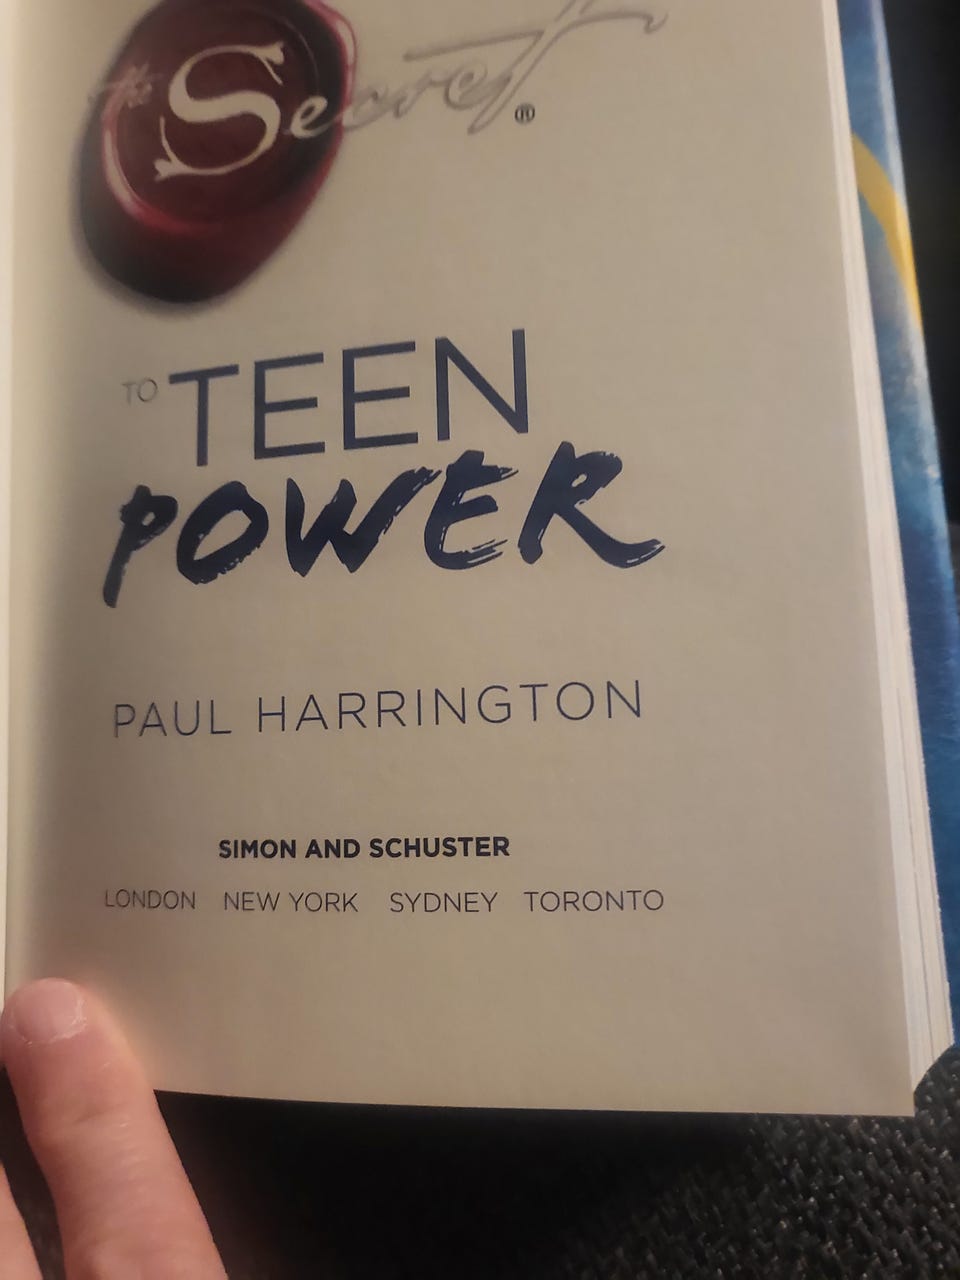 the Secret®
TO TEEN
POWER
PAUL HARRINGTON
SIMON AND SCHUSTER
LONDON NEW YORK SYDNEY TORONTO